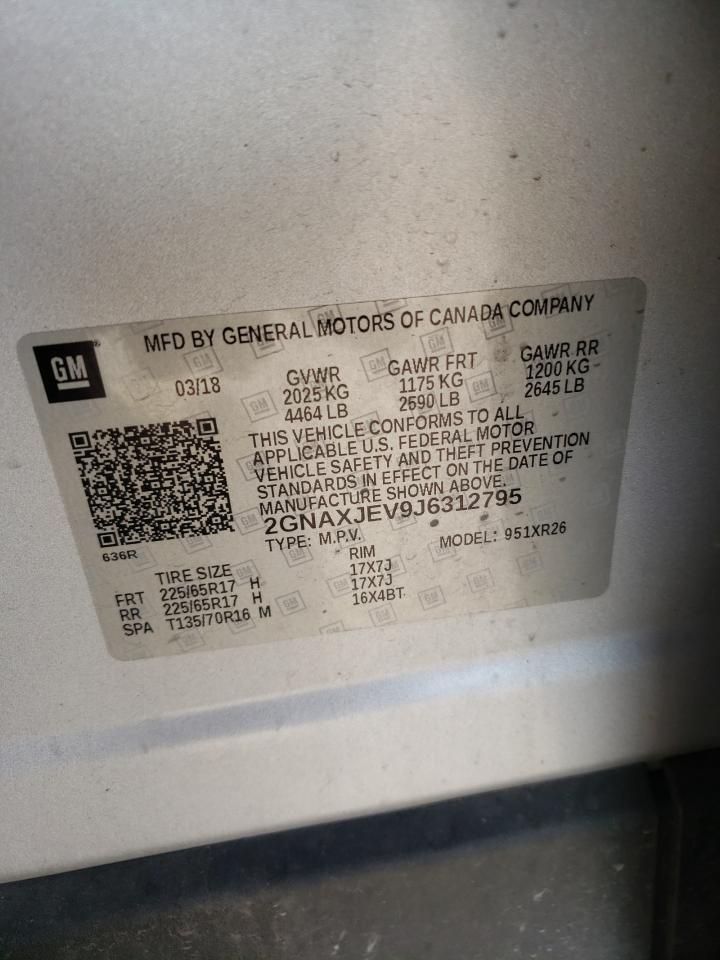 MFD BY GENERAL MOTORS OF CANADA COMPANY
GM
03/18
GVWR GAWR FRT GAWR RR
2025 KG 1175 KG 1200 KG
4464 LB 2590 LB 2645 LB
THIS VEHICLE CONFORMS TO ALL
APPLICABLE U.S. FEDERAL MOTOR
VEHICLE SAFETY AND THEFT PREVENTION
STANDARDS IN EFFECT ON THE DATE OF
MANUFACTURE SHOWN ABOVE.
2GNAXJEV9J6312795
TYPE: M.P.V. MODEL: 951XR26
636R
TIRE SIZE RIM
FRT 225/65R17 H 17X7J
RR 225/65R17 H 17X7J
SPA T135/70R16 M 16X4BT